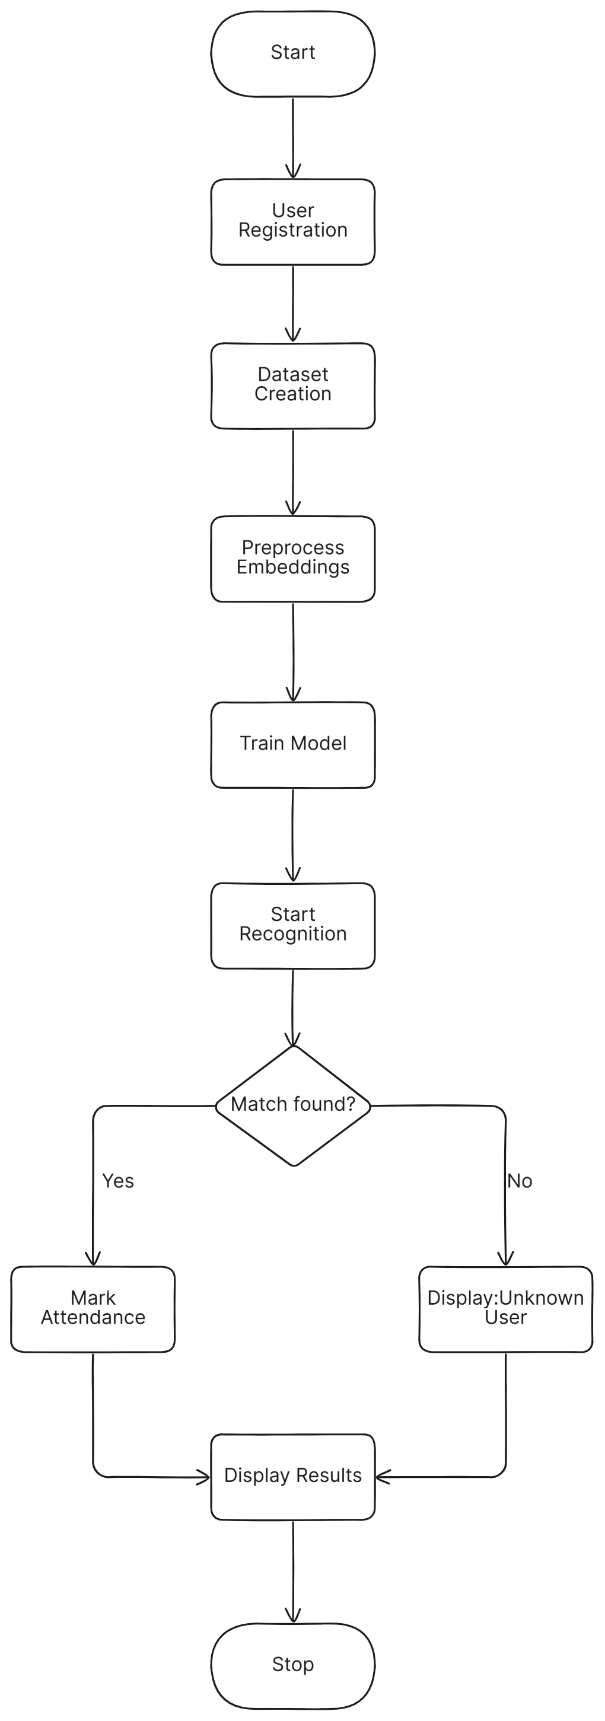 Start
User
Registration
Dataset
Creation
Preprocess
Embeddings
Train Model
Start
Recognition
Match found?
Yes
No
Mark
Attendance
Display:Unknown
User
Display Results
Stop